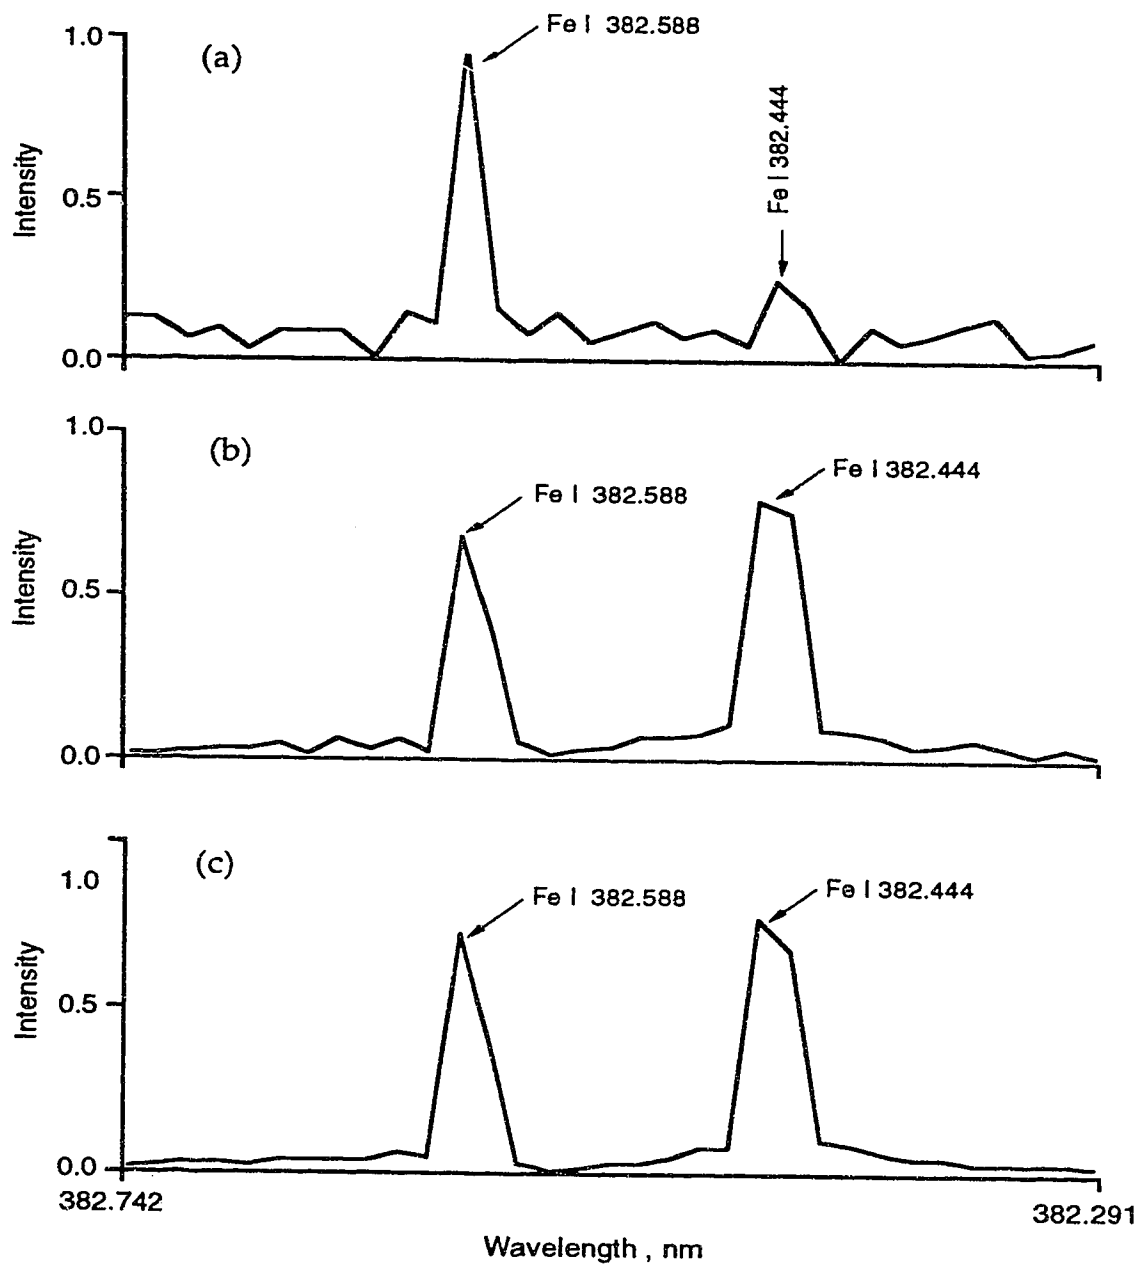 (a)
Fe I 382.588
Fe I 382.444
1.0
0.5
0.0
Intensity
(b)
Fe I 382.588
Fe I 382.444
1.0
0.5
0.0
Intensity
(c)
Fe I 382.588
Fe I 382.444
1.0
0.5
0.0
Intensity
382.742
382.291
Wavelength , nm